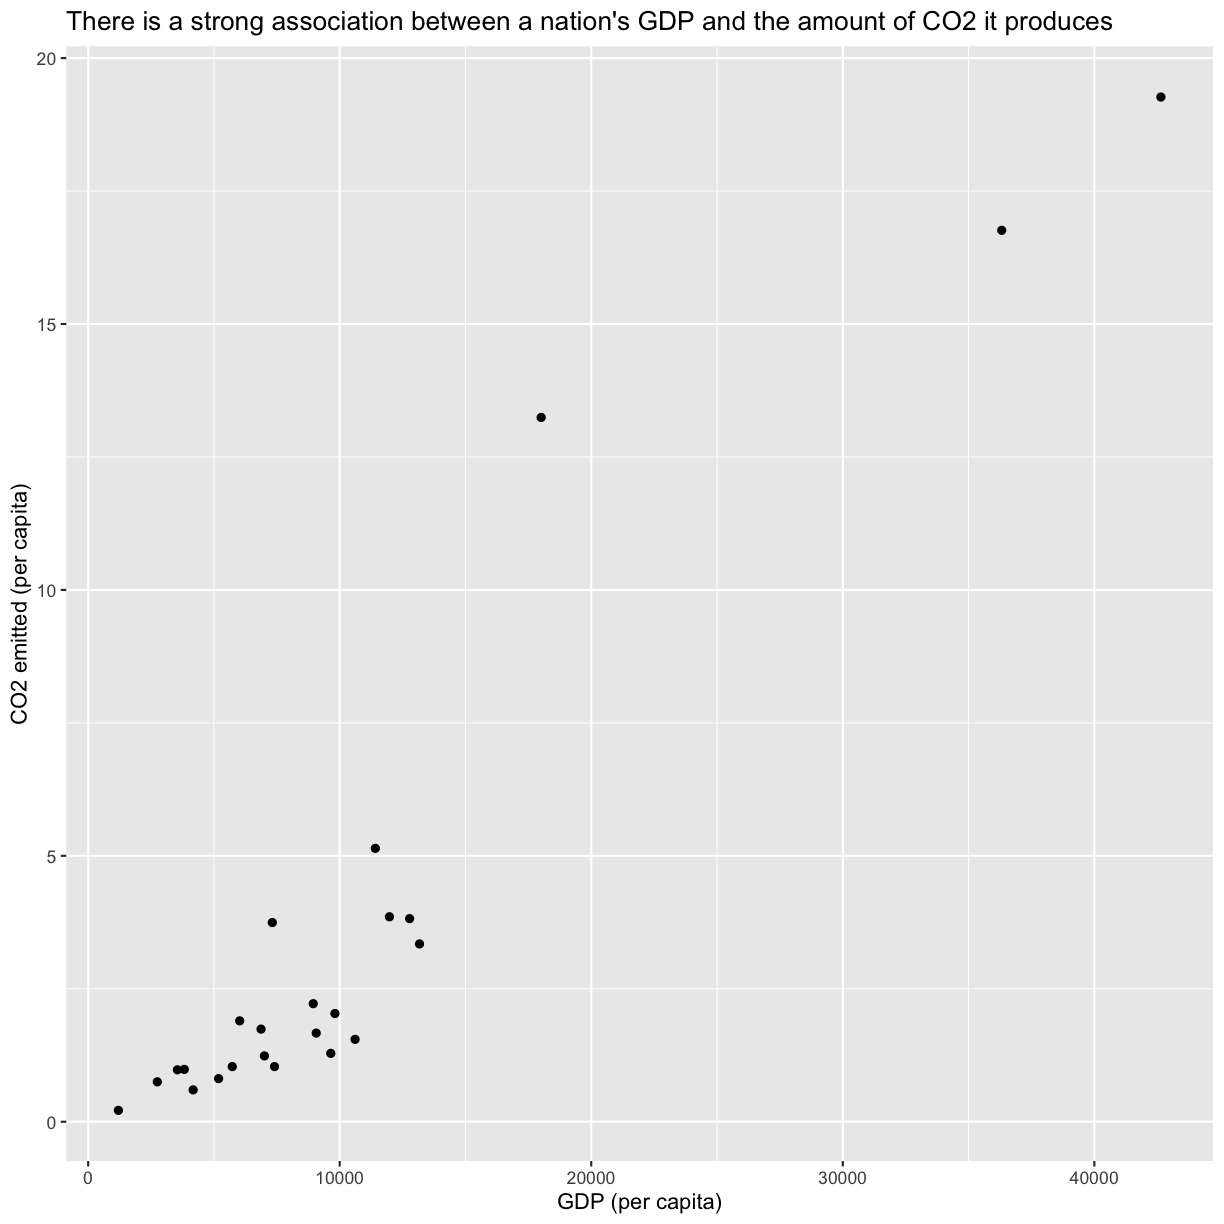 There is a strong association between a nation's GDP and the amount of CO2 it produces
20
15
10
5
0
CO2 emitted (per capita)
0 10000 20000 30000 40000
GDP (per capita)